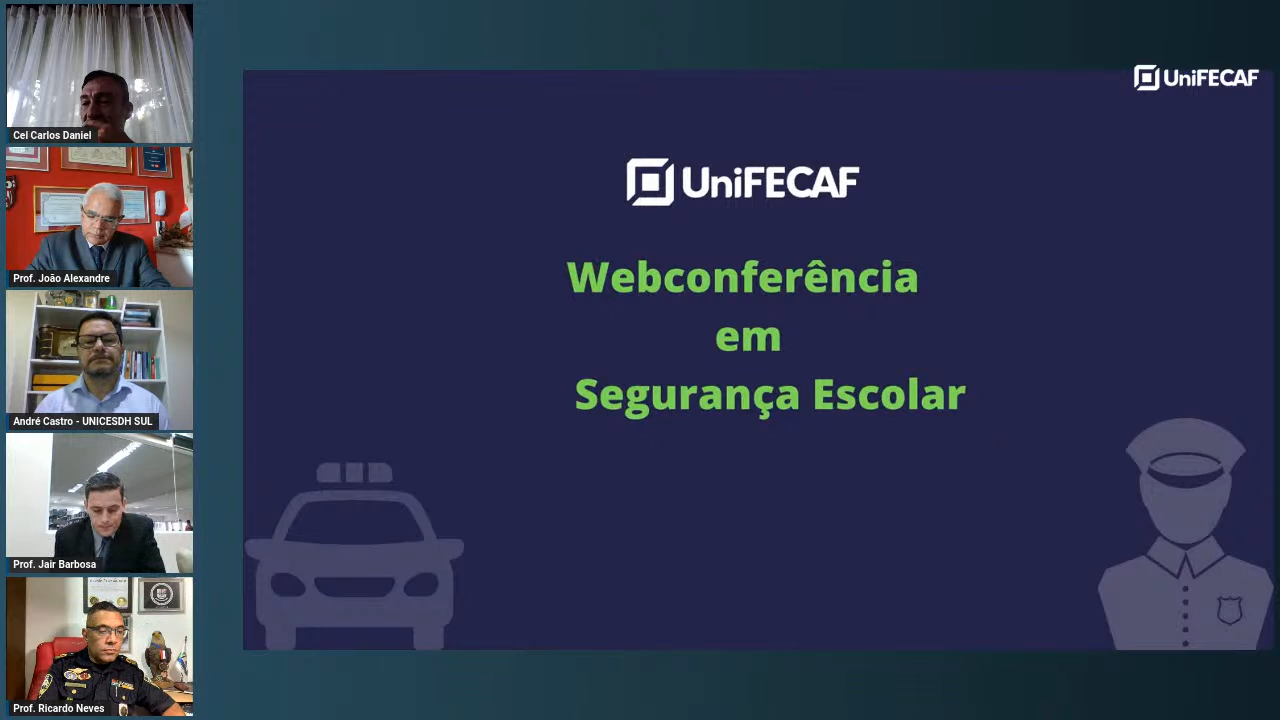 Cel Carlos Daniel
Prof. João Alexandre
André Castro - UNICESDH SUL
Prof. Jair Barbosa
Prof. Ricardo Neves
UniFECAF
UniFECAF
Webconferência
em
Segurança Escolar